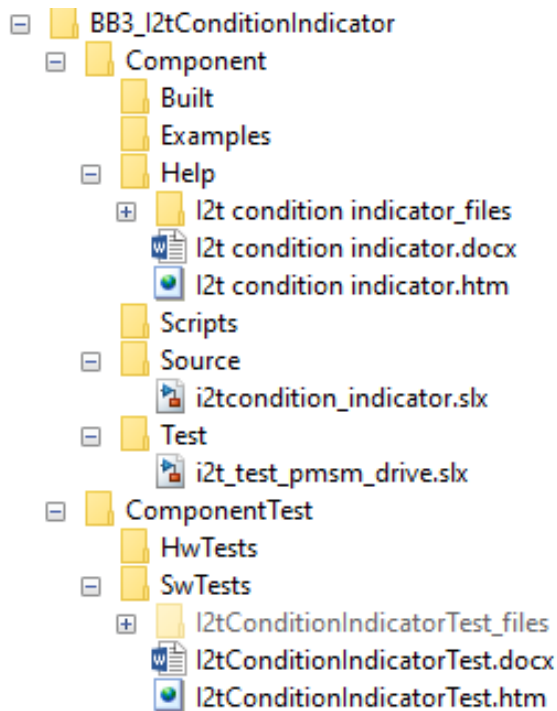 BB3_I2tConditionIndicator
Component
Built
Examples
Help
I2t condition indicator_files
I2t condition indicator.docx
I2t condition indicator.htm
Scripts
Source
i2tcondition_indicator.slx
Test
i2t_test_pmsm_drive.slx
ComponentTest
HwTests
SwTests
I2tConditionIndicatorTest_files
I2tConditionIndicatorTest.docx
I2tConditionIndicatorTest.htm